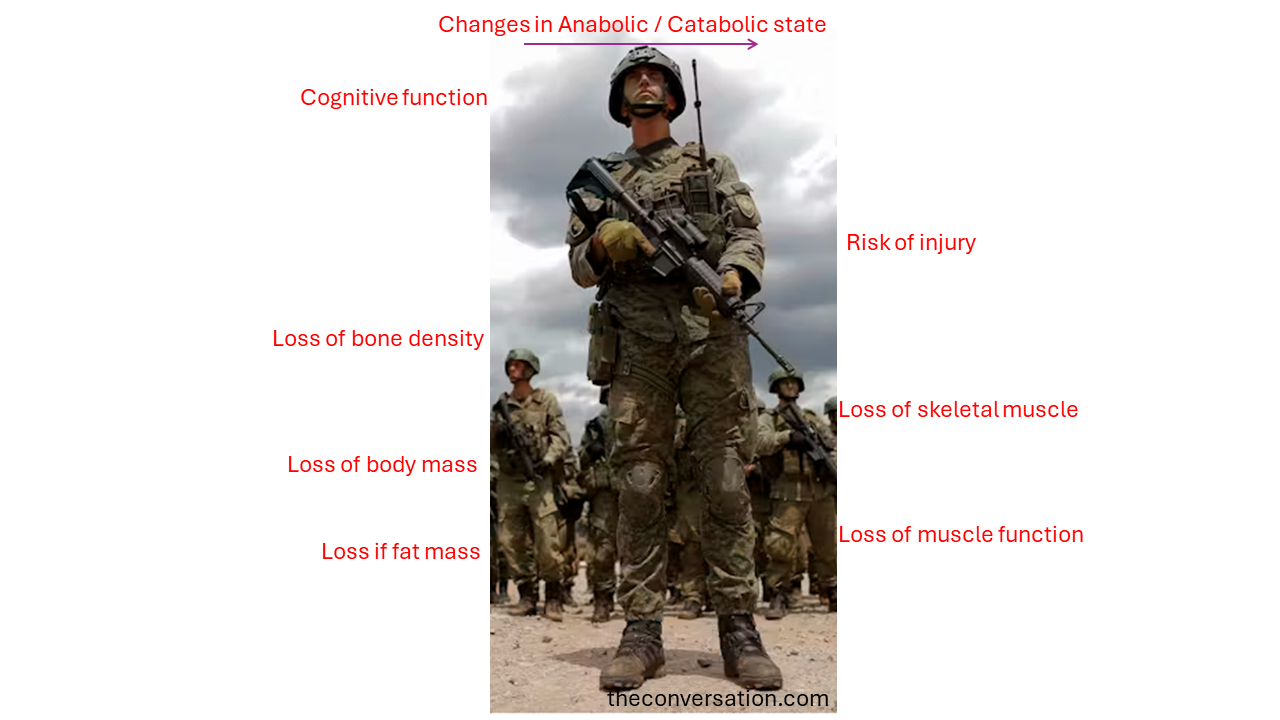 Changes in Anabolic / Catabolic state
Cognitive function
Risk of injury
Loss of bone density
Loss of skeletal muscle
Loss of body mass
Loss of muscle function
Loss if fat mass
theconversation.com